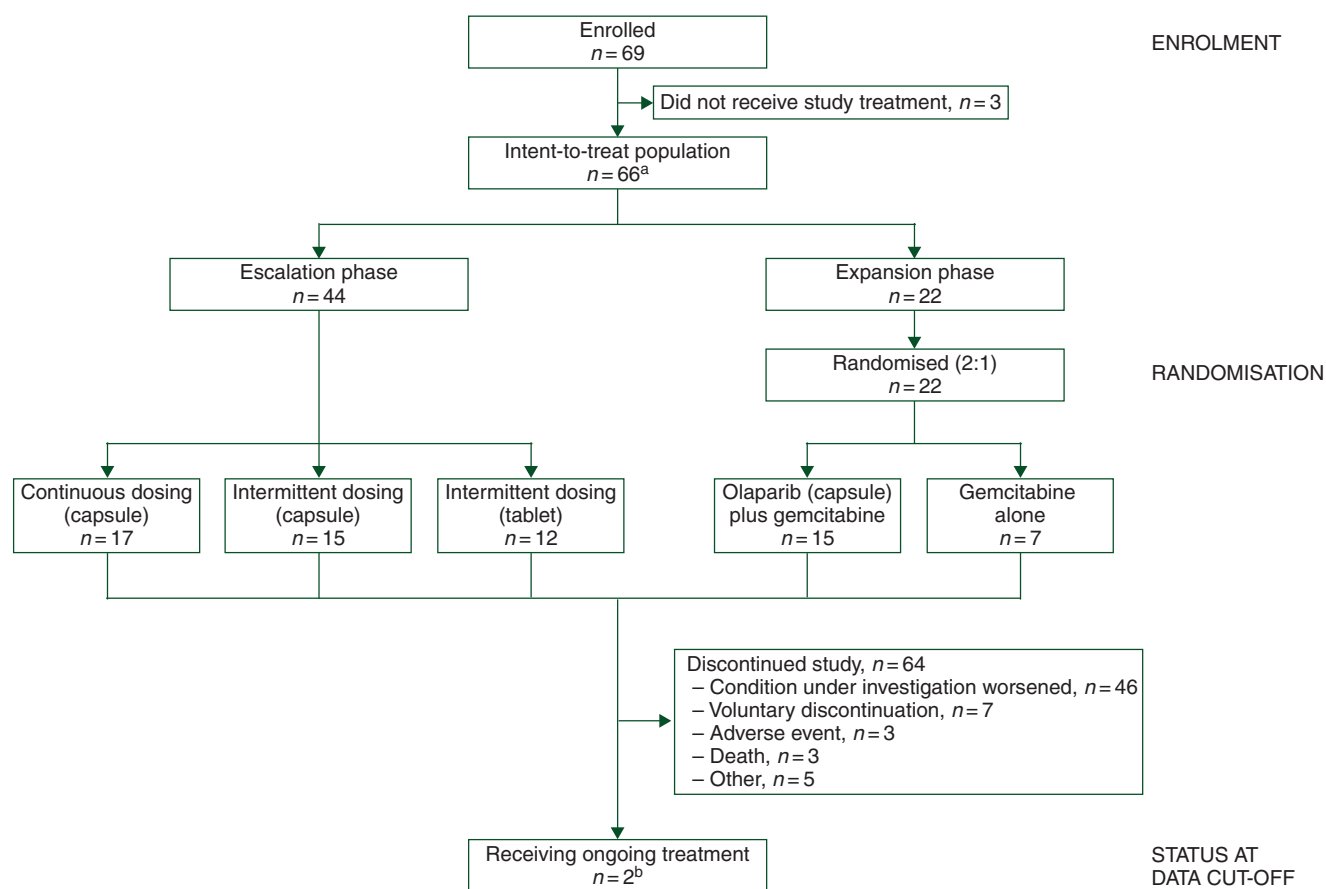 Enrolled
n = 69
ENROLMENT
Did not receive study treatment, n = 3
Intent-to-treat population
n = 66a
Escalation phase
n = 44
Expansion phase
n = 22
Randomised (2:1)
n = 22
RANDOMISATION
Continuous dosing
(capsule)
n = 17
Intermittent dosing
(capsule)
n = 15
Intermittent dosing
(tablet)
n = 12
Olaparib (capsule)
plus gemcitabine
n = 15
Gemcitabine
alone
n = 7
Discontinued study, n = 64
– Condition under investigation worsened, n = 46
– Voluntary discontinuation, n = 7
– Adverse event, n = 3
– Death, n = 3
– Other, n = 5
Receiving ongoing treatment
n = 2b
STATUS AT
DATA CUT-OFF